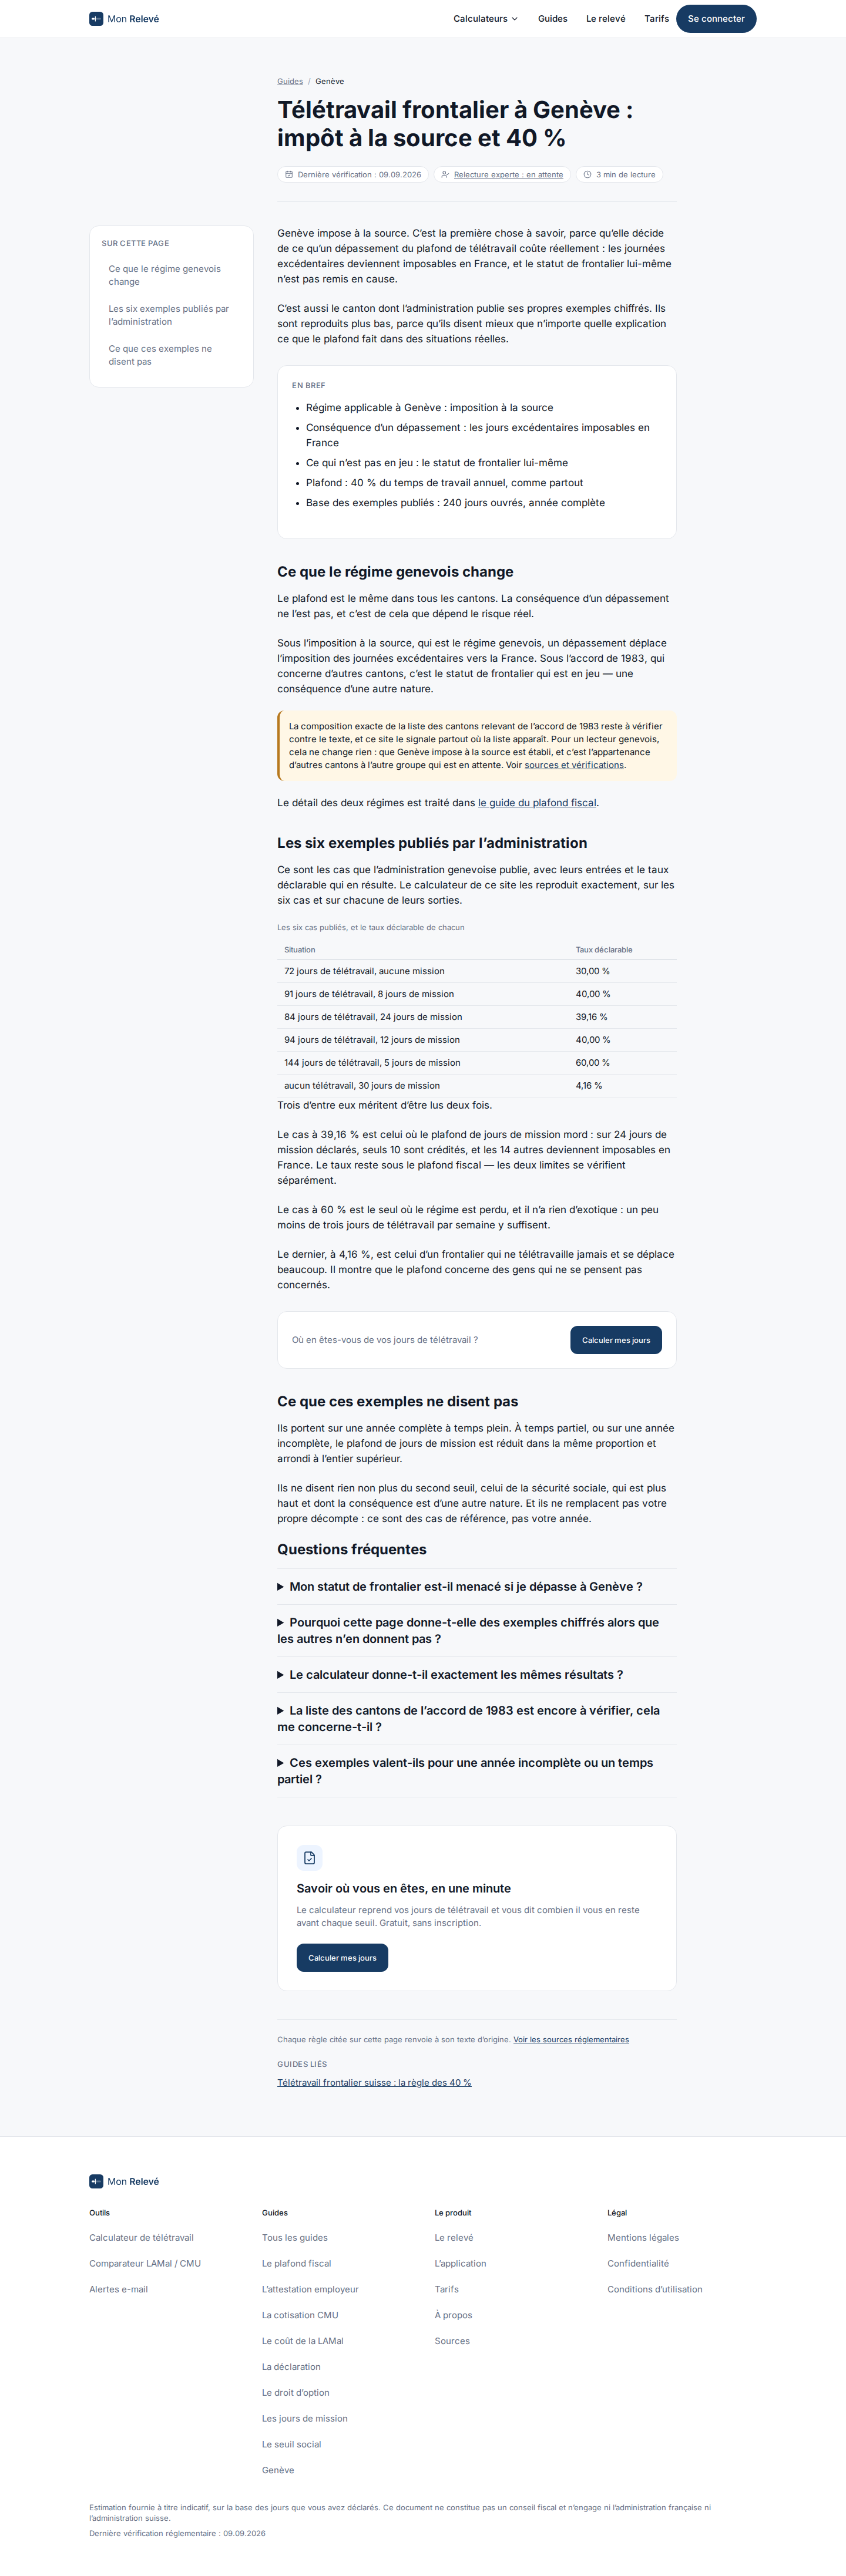 Mon Relevé
Calculateurs
Guides
Le relevé
Tarifs
Se connecter
Guides / Genève
Télétravail frontalier à Genève :
impôt à la source et 40 %
Dernière vérification : 09.09.2026
Relecture experte : en attente
3 min de lecture
SUR CETTE PAGE
Ce que le régime genevois
change
Les six exemples publiés par
l’administration
Ce que ces exemples ne
disent pas
Genève impose à la source. C’est la première chose à savoir, parce qu’elle décide
de ce qu’un dépassement du plafond de télétravail coûte réellement : les journées
excédentaires deviennent imposables en France, et le statut de frontalier lui-même
n’est pas remis en cause.
C’est aussi le canton dont l’administration publie ses propres exemples chiffrés. Ils
sont reproduits plus bas, parce qu’ils disent mieux que n’importe quelle explication
ce que le plafond fait dans des situations réelles.
EN BREF
• Régime applicable à Genève : imposition à la source
• Conséquence d’un dépassement : les jours excédentaires imposables en
France
• Ce qui n’est pas en jeu : le statut de frontalier lui-même
• Plafond : 40 % du temps de travail annuel, comme partout
• Base des exemples publiés : 240 jours ouvrés, année complète
Ce que le régime genevois change
Le plafond est le même dans tous les cantons. La conséquence d’un dépassement
ne l’est pas, et c’est de cela que dépend le risque réel.
Sous l’imposition à la source, qui est le régime genevois, un dépassement déplace
l’imposition des journées excédentaires vers la France. Sous l’accord de 1983, qui
concerne d’autres cantons, c’est le statut de frontalier qui est en jeu — une
conséquence d’une autre nature.
La composition exacte de la liste des cantons relevant de l’accord de 1983 reste à vérifier
contre le texte, et ce site le signale partout où la liste apparaît. Pour un lecteur genevois,
cela ne change rien : que Genève impose à la source est établi, et c’est l’appartenance
d’autres cantons à l’autre groupe qui est en attente. Voir sources et vérifications.
Le détail des deux régimes est traité dans le guide du plafond fiscal.
Les six exemples publiés par l’administration
Ce sont les cas que l’administration genevoise publie, avec leurs entrées et le taux
déclarable qui en résulte. Le calculateur de ce site les reproduit exactement, sur les
six cas et sur chacune de leurs sorties.
Les six cas publiés, et le taux déclarable de chacun
Situation Taux déclarable
72 jours de télétravail, aucune mission 30,00 %
91 jours de télétravail, 8 jours de mission 40,00 %
84 jours de télétravail, 24 jours de mission 39,16 %
94 jours de télétravail, 12 jours de mission 40,00 %
144 jours de télétravail, 5 jours de mission 60,00 %
aucun télétravail, 30 jours de mission 4,16 %
Trois d’entre eux méritent d’être lus deux fois.
Le cas à 39,16 % est celui où le plafond de jours de mission mord : sur 24 jours de
mission déclarés, seuls 10 sont crédités, et les 14 autres deviennent imposables en
France. Le taux reste sous le plafond fiscal — les deux limites se vérifient
séparément.
Le cas à 60 % est le seul où le régime est perdu, et il n’a rien d’exotique : un peu
moins de trois jours de télétravail par semaine y suffisent.
Le dernier, à 4,16 %, est celui d’un frontalier qui ne télétravaille jamais et se déplace
beaucoup. Il montre que le plafond concerne des gens qui ne se pensent pas
concernés.
Où en êtes-vous de vos jours de télétravail ?
Calculer mes jours
Ce que ces exemples ne disent pas
Ils portent sur une année complète à temps plein. À temps partiel, ou sur une année
incomplète, le plafond de jours de mission est réduit dans la même proportion et
arrondi à l’entier supérieur.
Ils ne disent rien non plus du second seuil, celui de la sécurité sociale, qui est plus
haut et dont la conséquence est d’une autre nature. Et ils ne remplacent pas votre
propre décompte : ce sont des cas de référence, pas votre année.
Questions fréquentes
Mon statut de frontalier est-il menacé si je dépasse à Genève ?
Pourquoi cette page donne-t-elle des exemples chiffrés alors que
les autres n’en donnent pas ?
Le calculateur donne-t-il exactement les mêmes résultats ?
La liste des cantons de l’accord de 1983 est encore à vérifier, cela
me concerne-t-il ?
Ces exemples valent-ils pour une année incomplète ou un temps
partiel ?
Savoir où vous en êtes, en une minute
Le calculateur reprend vos jours de télétravail et vous dit combien il vous en reste
avant chaque seuil. Gratuit, sans inscription.
Calculer mes jours
Chaque règle citée sur cette page renvoie à son texte d’origine. Voir les sources réglementaires
GUIDES LIÉS
Télétravail frontalier suisse : la règle des 40 %
Mon Relevé
Outils
Calculateur de télétravail
Comparateur LAMal / CMU
Alertes e-mail
Guides
Tous les guides
Le plafond fiscal
L’attestation employeur
La cotisation CMU
Le coût de la LAMal
La déclaration
Le droit d’option
Les jours de mission
Le seuil social
Genève
Le produit
Le relevé
L’application
Tarifs
À propos
Sources
Légal
Mentions légales
Confidentialité
Conditions d’utilisation
Estimation fournie à titre indicatif, sur la base des jours que vous avez déclarés. Ce document ne constitue pas un conseil fiscal et n’engage ni l’administration française ni
l’administration suisse.
Dernière vérification réglementaire : 09.09.2026